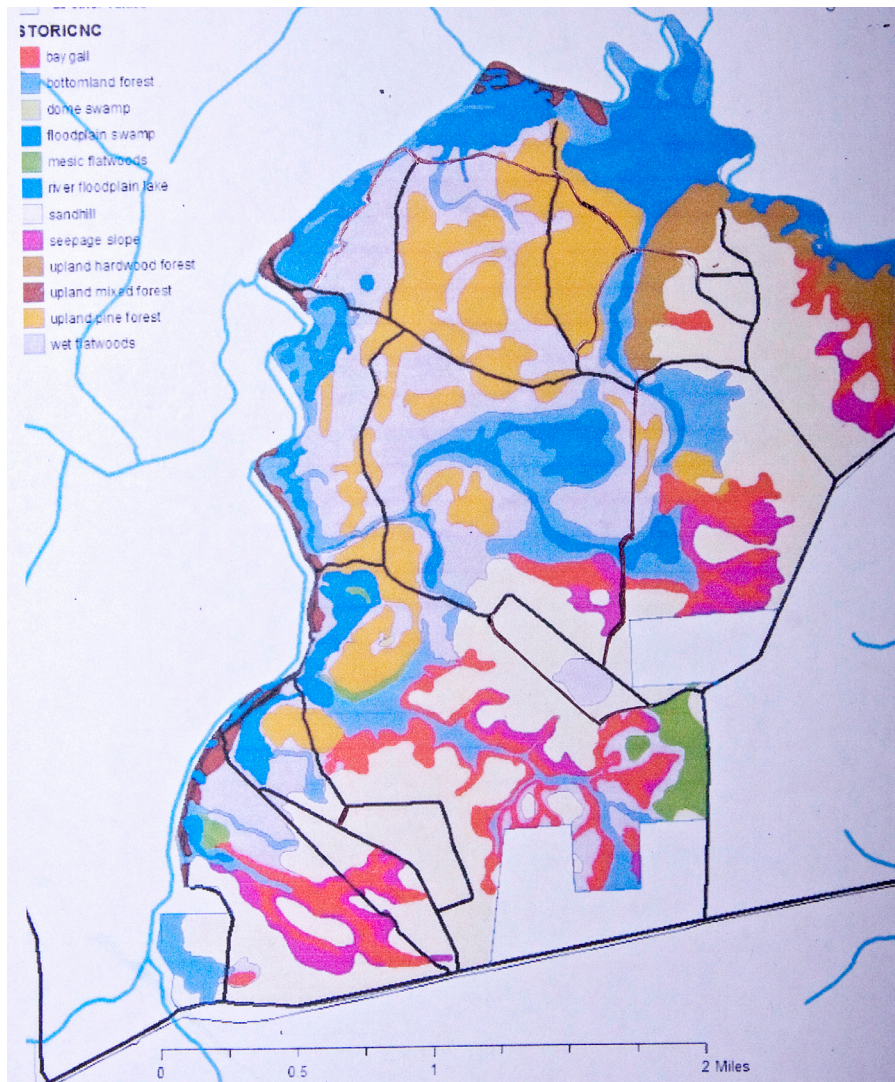 STORICNC
bay gall
bottomland forest
dome swamp
floodplain swamp
mesic flatwoods
river floodplain lake
sandhill
seepage slope
upland hardwood forest
upland mixed forest
upland pine forest
wet flatwoods
0 0 5 1 2 Miles